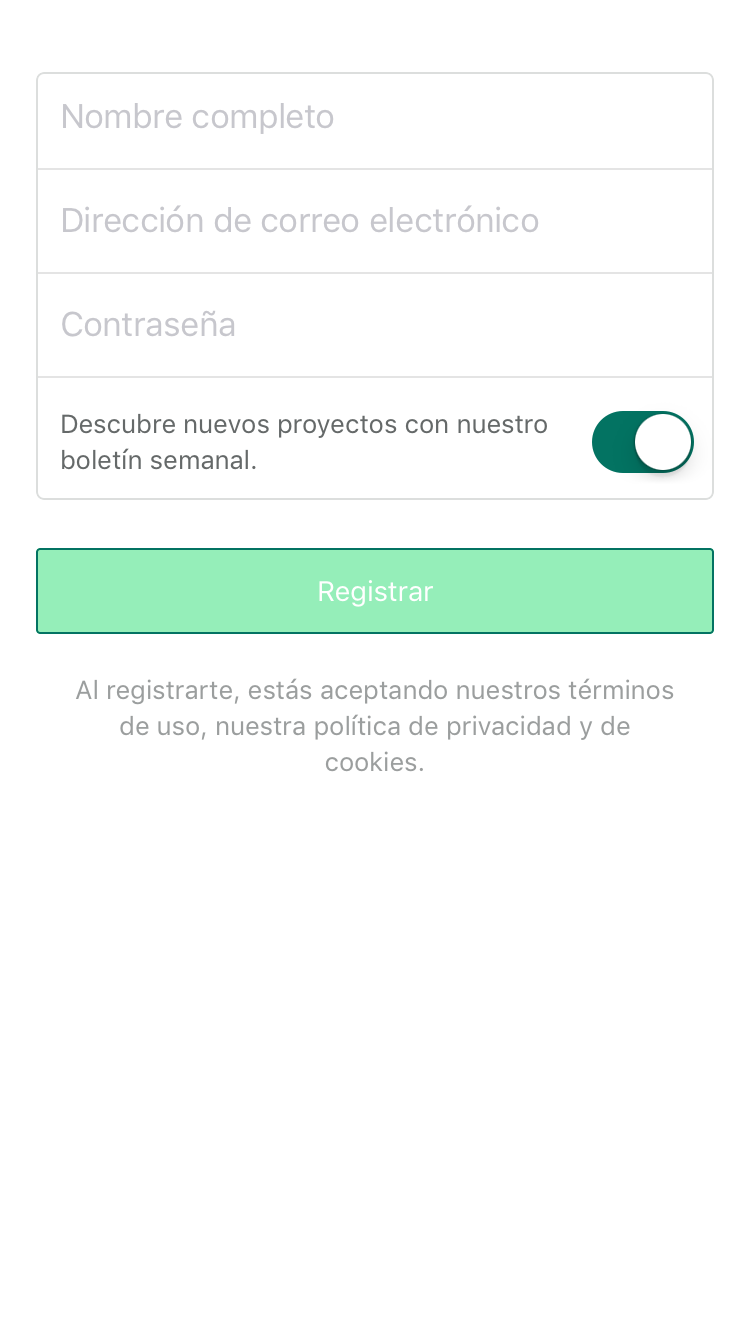 Nombre completo
Dirección de correo electrónico
Contraseña
Descubre nuevos proyectos con nuestro
boletín semanal.
Registrar
Al registrarte, estás aceptando nuestros términos
de uso, nuestra política de privacidad y de
cookies.